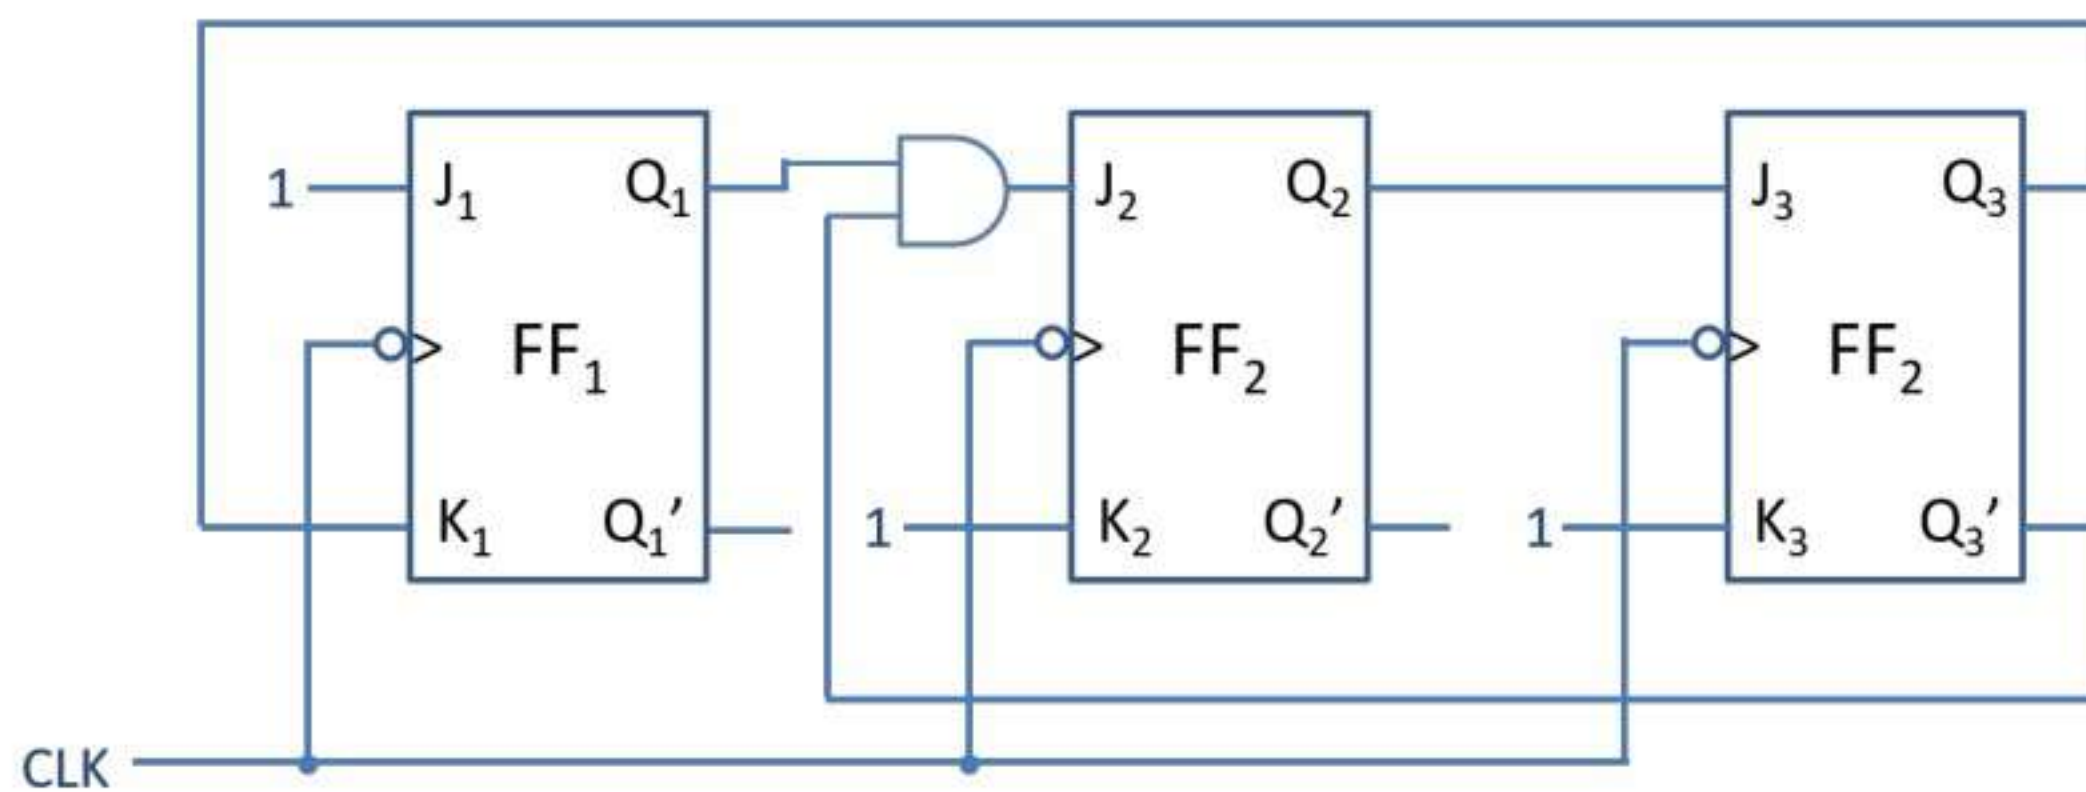 1 J₁ Q₁ J₂ Q₂ J₃ Q₃
FF₁ FF₂ FF₂
K₁ Q₁’ 1 K₂ Q₂’ 1 K₃ Q₃’
CLK